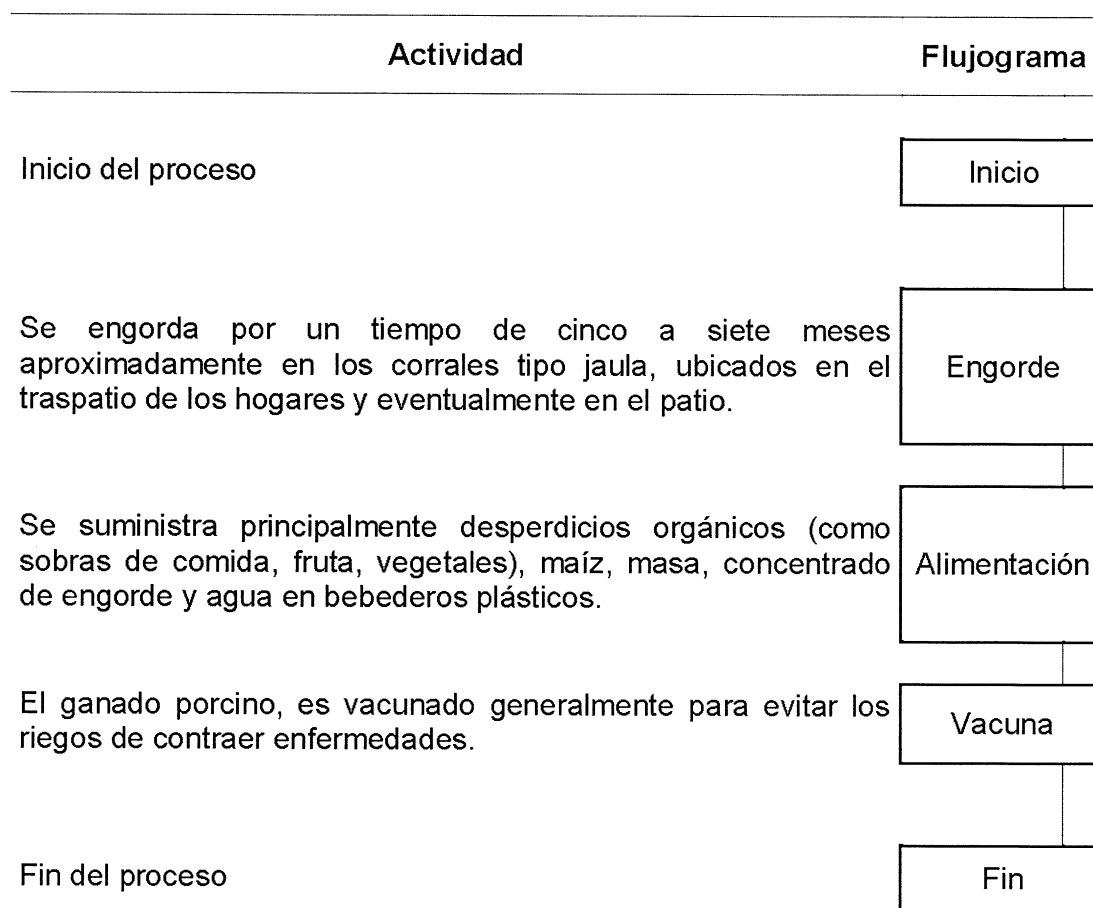 Actividad Flujograma
Inicio del proceso Inicio
Se engorda por un tiempo de cinco a siete meses
aproximadamente en los corrales tipo jaula, ubicados en el Engorde
traspatio de los hogares y eventualmente en el patio.
Se suministra principalmente desperdicios orgánicos (como
sobras de comida, fruta, vegetales), maíz, masa, concentrado Alimentación
de engorde y agua en bebederos plásticos.
El ganado porcino, es vacunado generalmente para evitar los Vacuna
riegos de contraer enfermedades.
Fin del proceso Fin